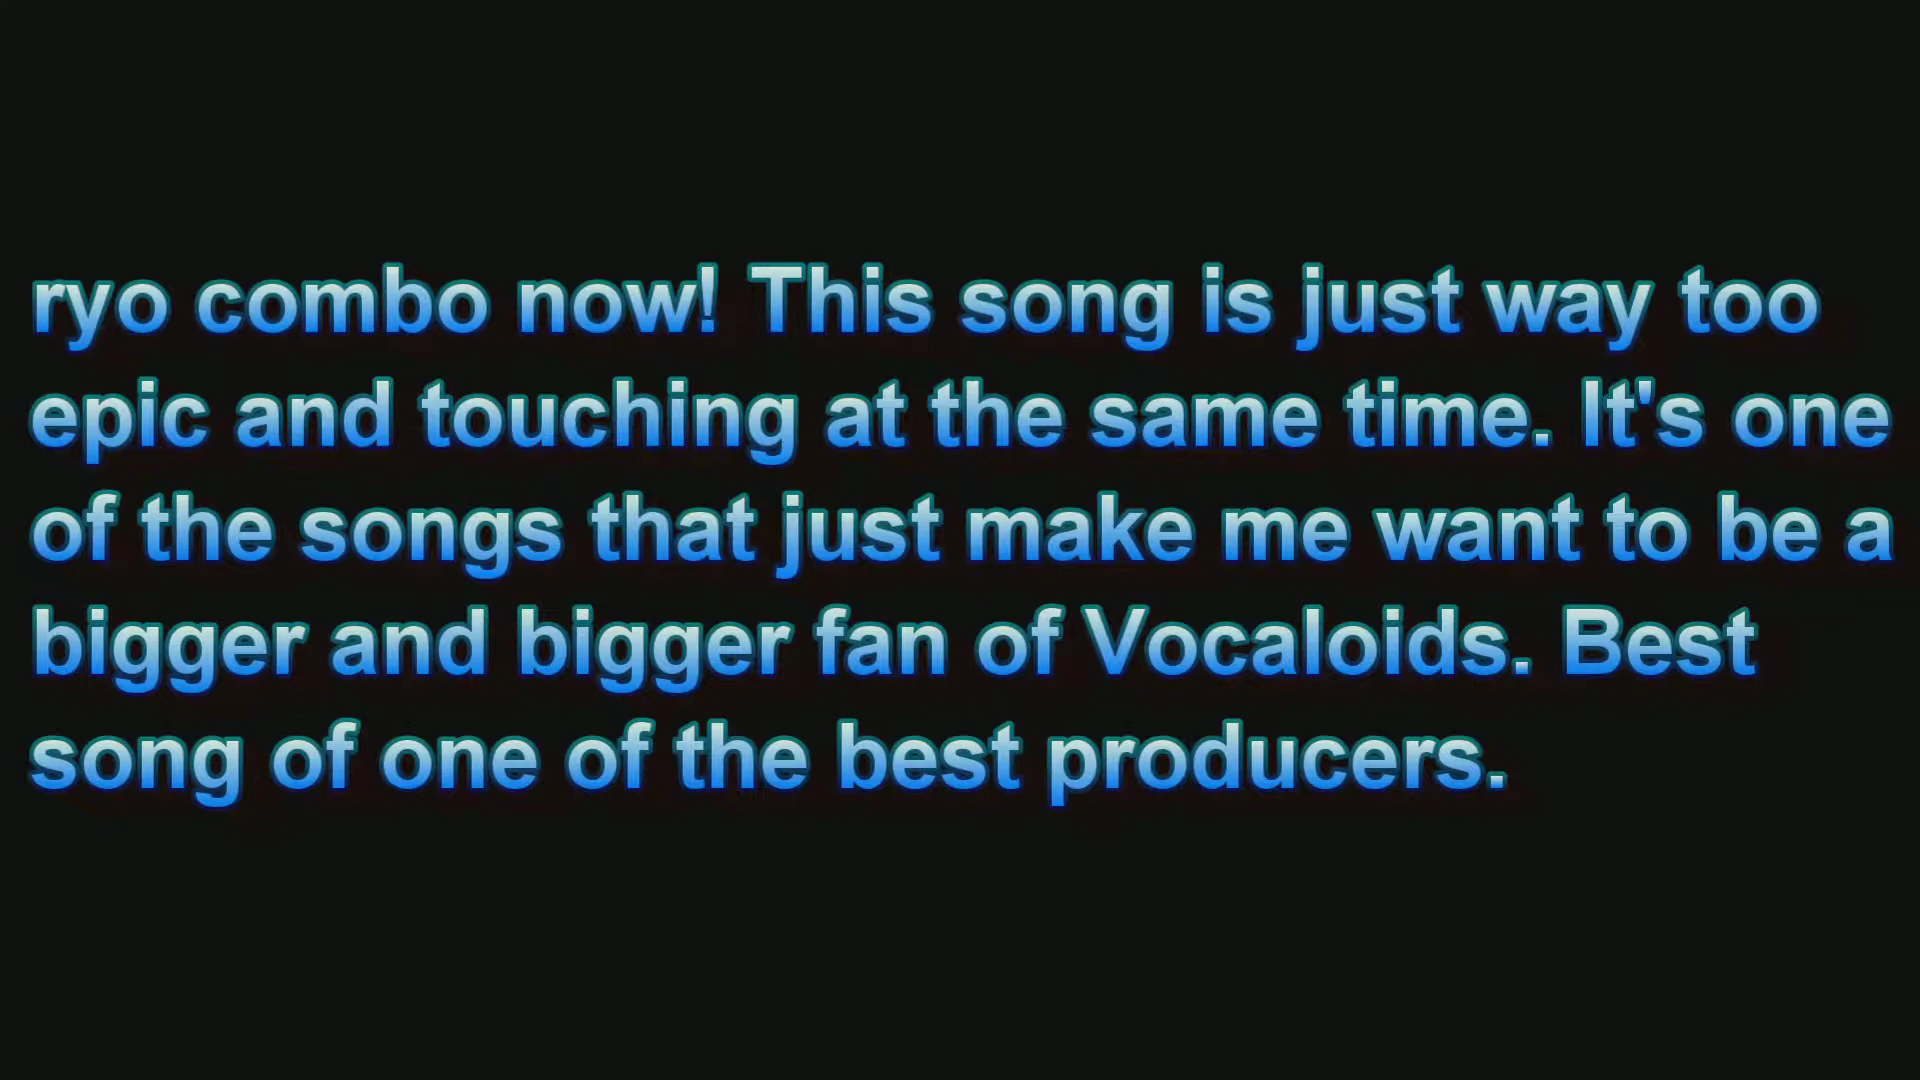 ryo combo now! This song is just way too
epic and touching at the same time. It's one
of the songs that just make me want to be a
bigger and bigger fan of Vocaloids. Best
song of one of the best producers.